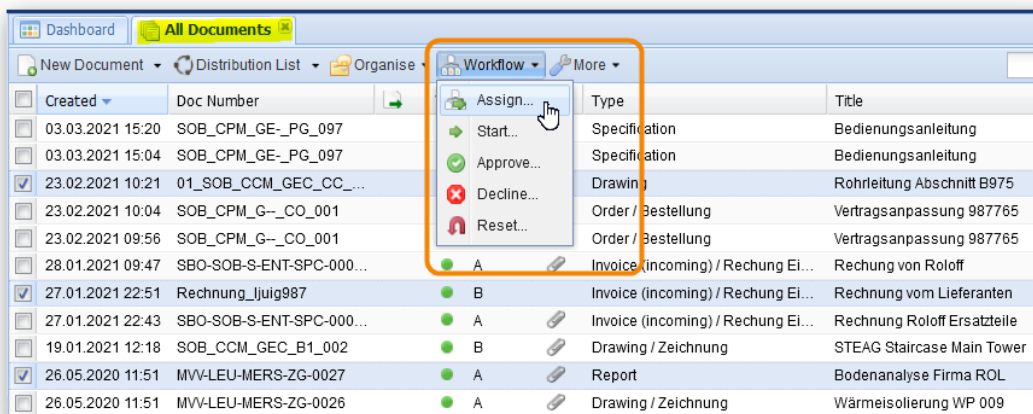 Dashboard All Documents
New Document Distribution List Organise Workflow More
Created Doc Number Type Title
Assign...
03.03.2021 15:20 SOB_CPM_GE-_PG_097 Specification Bedienungsanleitung
Start...
03.03.2021 15:04 SOB_CPM_GE-_PG_097 Specification Bedienungsanleitung
Approve...
23.02.2021 10:21 01_SOB_CCM_GEC_CC_... Drawing Rohrleitung Abschnitt B975
Decline...
23.02.2021 10:04 SOB_CPM_G--_CO_001 Order / Bestellung Vertragsanpassung 987765
Reset...
23.02.2021 09:56 SOB_CPM_G--_CO_001 Order / Bestellung Vertragsanpassung 987765
28.01.2021 09:47 SBO-SOB-S-ENT-SPC-000... A Invoice (incoming) / Rechung Ei... Rechung von Roloff
27.01.2021 22:51 Rechnung_ljuig987 B Invoice (incoming) / Rechung Ei... Rechnung vom Lieferanten
27.01.2021 22:43 SBO-SOB-S-ENT-SPC-000... A Invoice (incoming) / Rechung Ei... Rechnung Roloff Ersatzteile
19.01.2021 12:18 SOB_CCM_GEC_B1_002 B Drawing / Zeichnung STEAG Staircase Main Tower
26.05.2020 11:51 MVV-LEU-MERS-ZG-0027 A Report Bodenanalyse Firma ROL
26.05.2020 11:51 MVV-LEU-MERS-ZG-0026 A Drawing / Zeichnung Wärmeisolierung WP 009